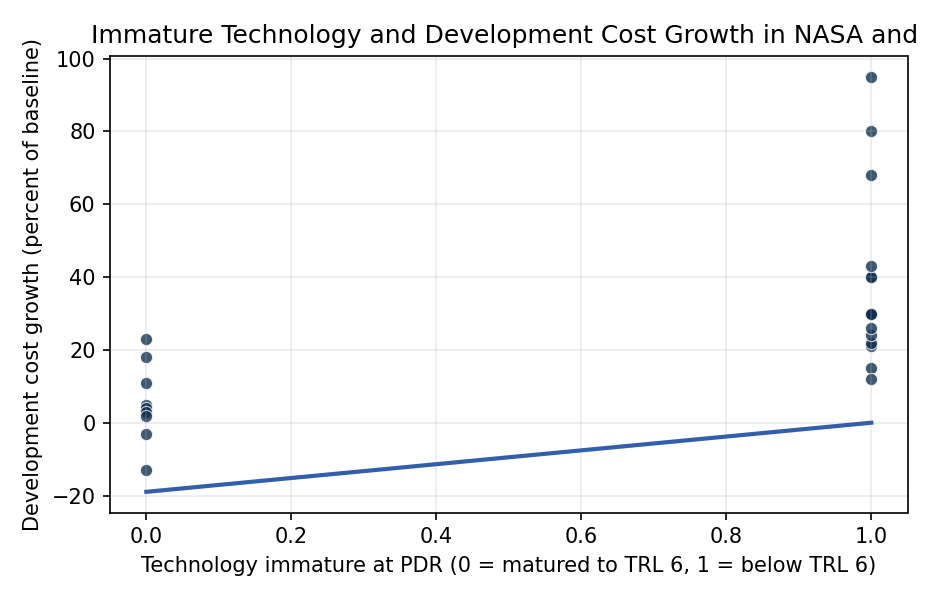 Immature Technology and Development Cost Growth in NASA and
Development cost growth (percent of baseline)
100
80
60
40
20
0
−20
0.0 0.2 0.4 0.6 0.8 1.0
Technology immature at PDR (0 = matured to TRL 6, 1 = below TRL 6)